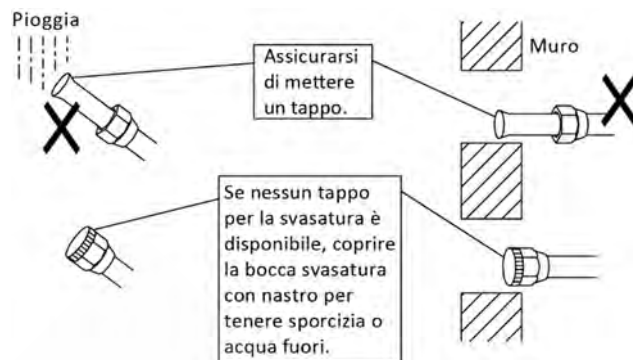 Pioggia
Assicurarsi
di mettere
un tappo.
Muro
Se nessun tappo
per la svasatura è
disponibile, coprire
la bocca svasatura
con nastro per
tenere sporcizia o
acqua fuori.